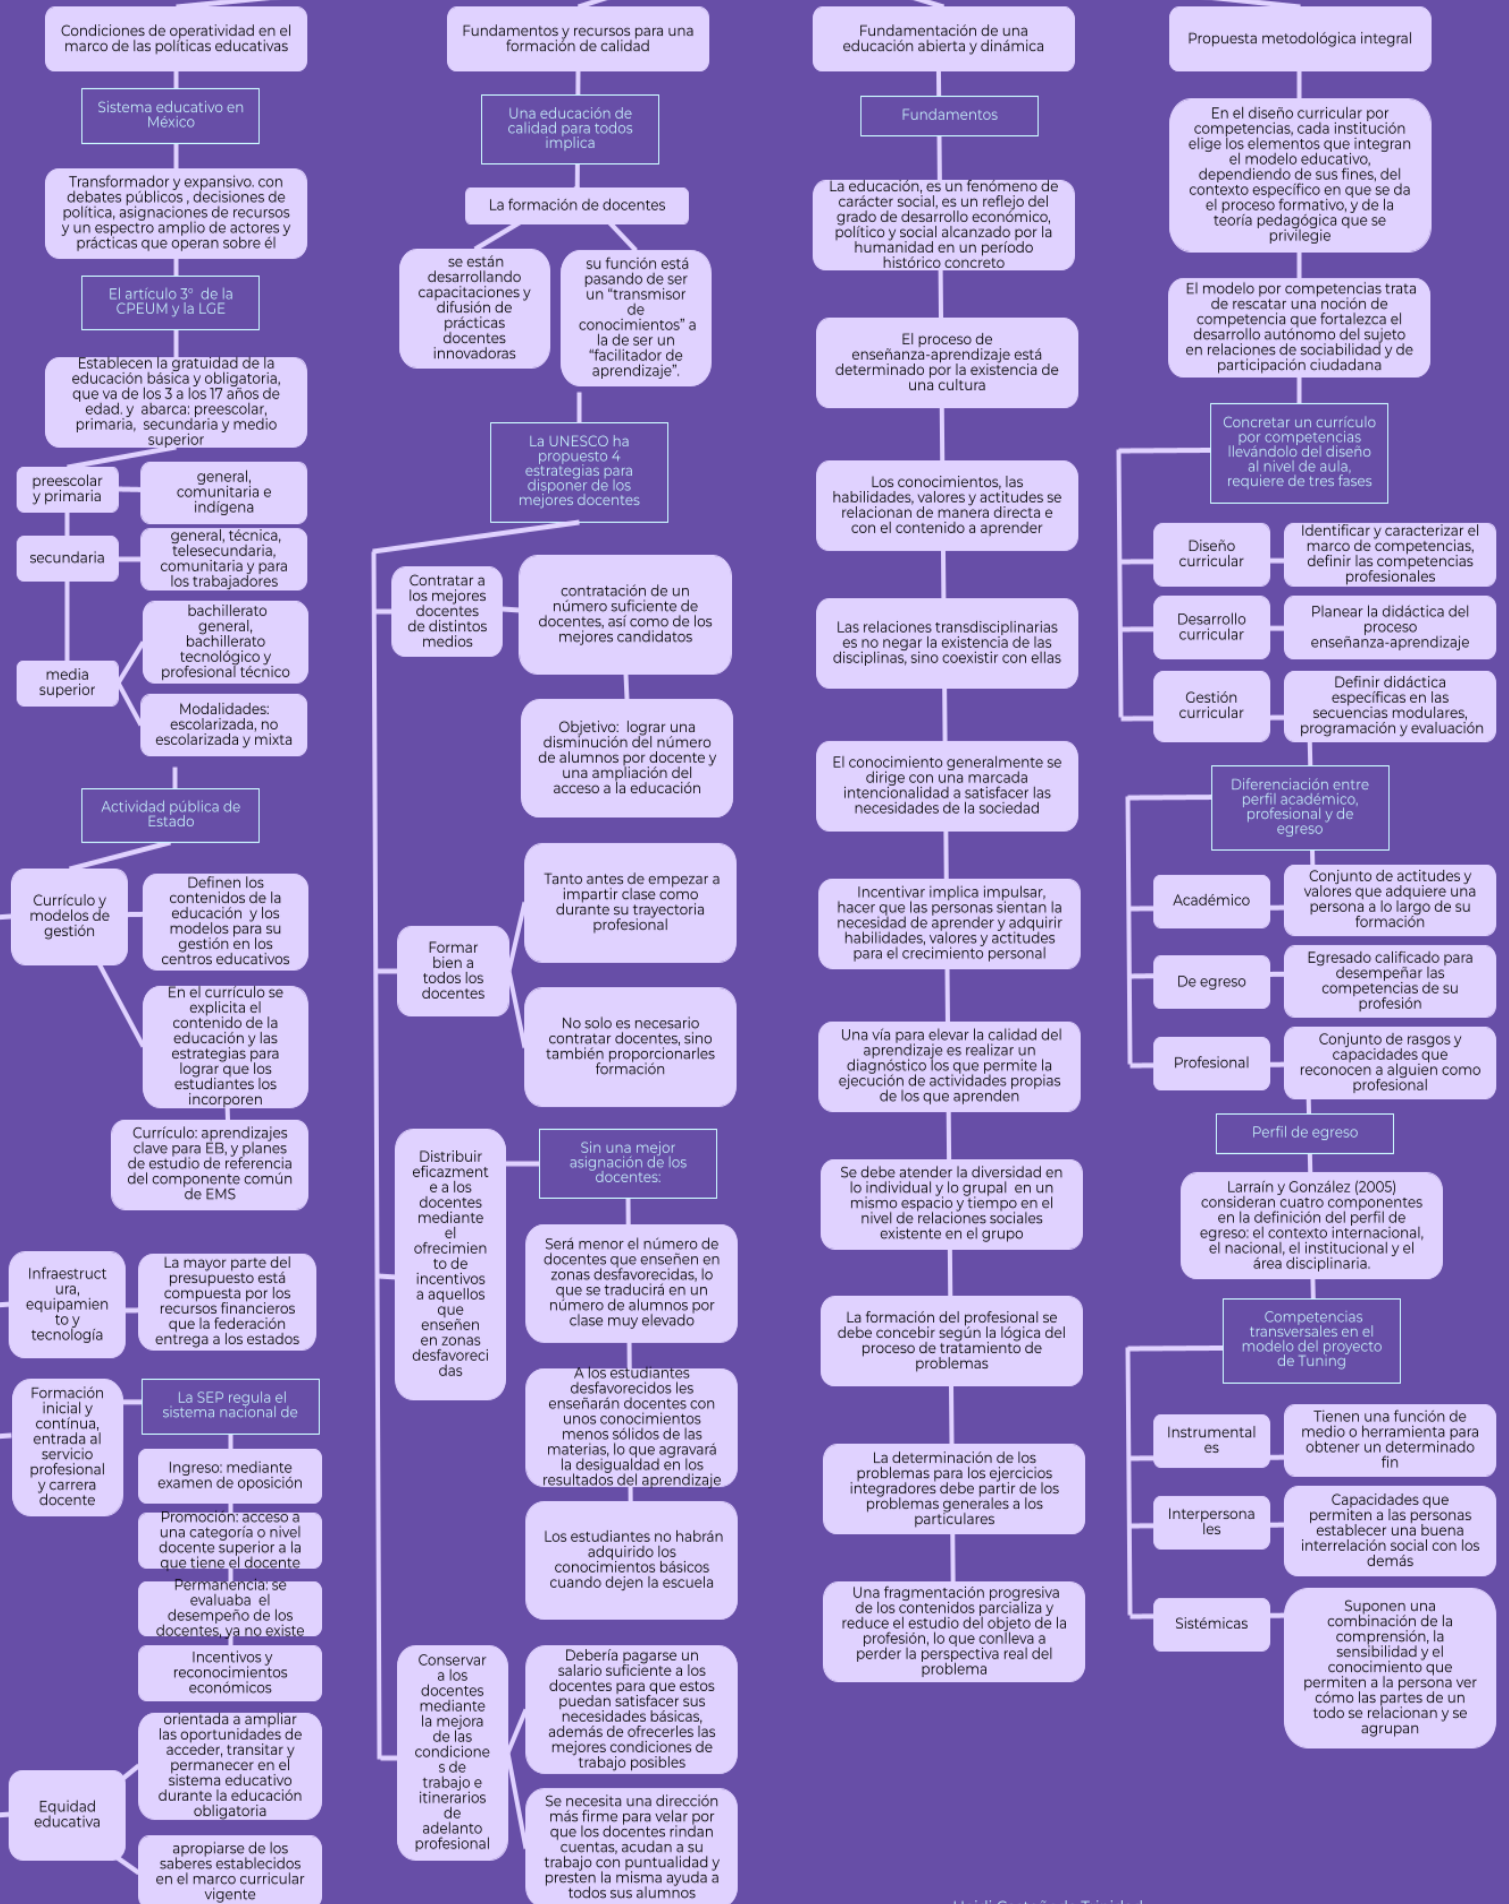 Condiciones de operatividad en el
marco de las políticas educativas
Sistema educativo en
México
Transformador y expansivo. con
debates públicos , decisiones de
política, asignaciones de recursos
y un espectro amplio de actores y
prácticas que operan sobre él
El artículo 3° de la
CPEUM y la LGE
Establecen la gratuidad de la
educación básica y obligatoria,
que va de los 3 a los 17 años de
edad. y abarca: preescolar,
primaria, secundaria y medio
superior
preescolar
y primaria
general,
comunitaria e
indígena
secundaria
general, técnica,
telesecundaria,
comunitaria y para
los trabajadores
media
superior
bachillerato
general,
bachillerato
tecnológico y
profesional técnico
Modalidades:
escolarizada, no
escolarizada y mixta
Actividad pública de
Estado
Currículo y
modelos de
gestión
Definen los
contenidos de la
educación y los
modelos para su
gestión en los
centros educativos
En el currículo se
explicita el
contenido de la
educación y las
estrategias para
lograr que los
estudiantes los
incorporen
Currículo: aprendizajes
clave para EB, y planes
de estudio de referencia
del componente común
de EMS
Infraestruct
ura,
equipamien
to y
tecnología
La mayor parte del
presupuesto está
compuesta por los
recursos financieros
que la federación
entrega a los estados
Formación
inicial y
contínua,
entrada al
servicio
profesional
y carrera
docente
La SEP regula el
sistema nacional de
Ingreso: mediante
examen de oposición
Promoción: acceso a
una categoría o nivel
docente superior a la
que tiene el docente
Permanencia: se
evaluaba el
desempeño de los
docentes, ya no existe
Incentivos y
reconocimientos
económicos
Equidad
educativa
orientada a ampliar
las oportunidades de
acceder, transitar y
permanecer en el
sistema educativo
durante la educación
obligatoria
apropiarse de los
saberes establecidos
en el marco curricular
vigente
Fundamentos y recursos para una
formación de calidad
Una educación de
calidad para todos
implica
La formación de docentes
se están
desarrollando
capacitaciones y
difusión de
prácticas
docentes
innovadoras
su función está
pasando de ser
un “transmisor
de
conocimientos” a
la de ser un
“facilitador de
aprendizaje”.
La UNESCO ha
propuesto 4
estrategias para
disponer de los
mejores docentes
Contratar a
los mejores
docentes
de distintos
medios
contratación de un
número suficiente de
docentes, así como de los
mejores candidatos
Objetivo: lograr una
disminución del número
de alumnos por docente y
una ampliación del
acceso a la educación
Formar
bien a
todos los
docentes
Tanto antes de empezar a
impartir clase como
durante su trayectoria
profesional
No solo es necesario
contratar docentes, sino
también proporcionarles
formación
Distribuir
eficazment
e a los
docentes
mediante
el
ofrecimien
to de
incentivos
a aquellos
que
enseñen
en zonas
desfavoreci
das
Sin una mejor
asignación de los
docentes:
Será menor el número de
docentes que enseñen en
zonas desfavorecidas, lo
que se traducirá en un
número de alumnos por
clase muy elevado
A los estudiantes
desfavorecidos les
enseñarán docentes con
unos conocimientos
menos sólidos de las
materias, lo que agravará
la desigualdad en los
resultados del aprendizaje
Los estudiantes no habrán
adquirido los
conocimientos básicos
cuando dejen la escuela
Conservar
a los
docentes
mediante
la mejora
de las
condicione
s de
trabajo e
itinerarios
de
adelanto
profesional
Debería pagarse un
salario suficiente a los
docentes para que estos
puedan satisfacer sus
necesidades básicas,
además de ofrecerles las
mejores condiciones de
trabajo posibles
Se necesita una dirección
más firme para velar por
que los docentes rindan
cuentas, acudan a su
trabajo con puntualidad y
presten la misma ayuda a
todos sus alumnos
Fundamentación de una
educación abierta y dinámica
Fundamentos
La educación, es un fenómeno de
carácter social, es un reflejo del
grado de desarrollo económico,
político y social alcanzado por la
humanidad en un período
histórico concreto
El proceso de
enseñanza-aprendizaje está
determinado por la existencia de
una cultura
Los conocimientos, las
habilidades, valores y actitudes se
relacionan de manera directa e
con el contenido a aprender
Las relaciones transdisciplinarias
es no negar la existencia de las
disciplinas, sino coexistir con ellas
El conocimiento generalmente se
dirige con una marcada
intencionalidad a satisfacer las
necesidades de la sociedad
Incentivar implica impulsar,
hacer que las personas sientan la
necesidad de aprender y adquirir
habilidades, valores y actitudes
para el crecimiento personal
Una vía para elevar la calidad del
aprendizaje es realizar un
diagnóstico los que permite la
ejecución de actividades propias
de los que aprenden
Se debe atender la diversidad en
lo individual y lo grupal en un
mismo espacio y tiempo en el
nivel de relaciones sociales
existente en el grupo
La formación del profesional se
debe concebir según la lógica del
proceso de tratamiento de
problemas
La determinación de los
problemas para los ejercicios
integradores debe partir de los
problemas generales a los
particulares
Una fragmentación progresiva
de los contenidos parcializa y
reduce el estudio del objeto de la
profesión, lo que conlleva a
perder la perspectiva real del
problema
Propuesta metodológica integral
En el diseño curricular por
competencias, cada institución
elige los elementos que integran
el modelo educativo,
dependiendo de sus fines, del
contexto específico en que se da
el proceso formativo, y de la
teoría pedagógica que se
privilegie
El modelo por competencias trata
de rescatar una noción de
competencia que fortalezca el
desarrollo autónomo del sujeto
en relaciones de sociabilidad y de
participación ciudadana
Concretar un currículo
por competencias
llevándolo del diseño
al nivel de aula,
requiere de tres fases
Diseño
curricular
Identificar y caracterizar el
marco de competencias,
definir las competencias
profesionales
Desarrollo
curricular
Planear la didáctica del
proceso
enseñanza-aprendizaje
Gestión
curricular
Definir didáctica
específicas en las
secuencias modulares,
programación y evaluación
Diferenciación entre
perfil académico,
profesional y de
egreso
Académico
Conjunto de actitudes y
valores que adquiere una
persona a lo largo de su
formación
De egreso
Egresado calificado para
desempeñar las
competencias de su
profesión
Profesional
Conjunto de rasgos y
capacidades que
reconocen a alguien como
profesional
Perfil de egreso
Larraín y González (2005)
consideran cuatro componentes
en la definición del perfil de
egreso: el contexto internacional,
el nacional, el institucional y el
área disciplinaria.
Competencias
transversales en el
modelo del proyecto
de Tuning
Instrumental
es
Tienen una función de
medio o herramienta para
obtener un determinado
fin
Interpersona
les
Capacidades que
permiten a las personas
establecer una buena
interrelación social con los
demás
Sistémicas
Suponen una
combinación de la
comprensión, la
sensibilidad y el
conocimiento que
permiten a la persona ver
cómo las partes de un
todo se relacionan y se
agrupan